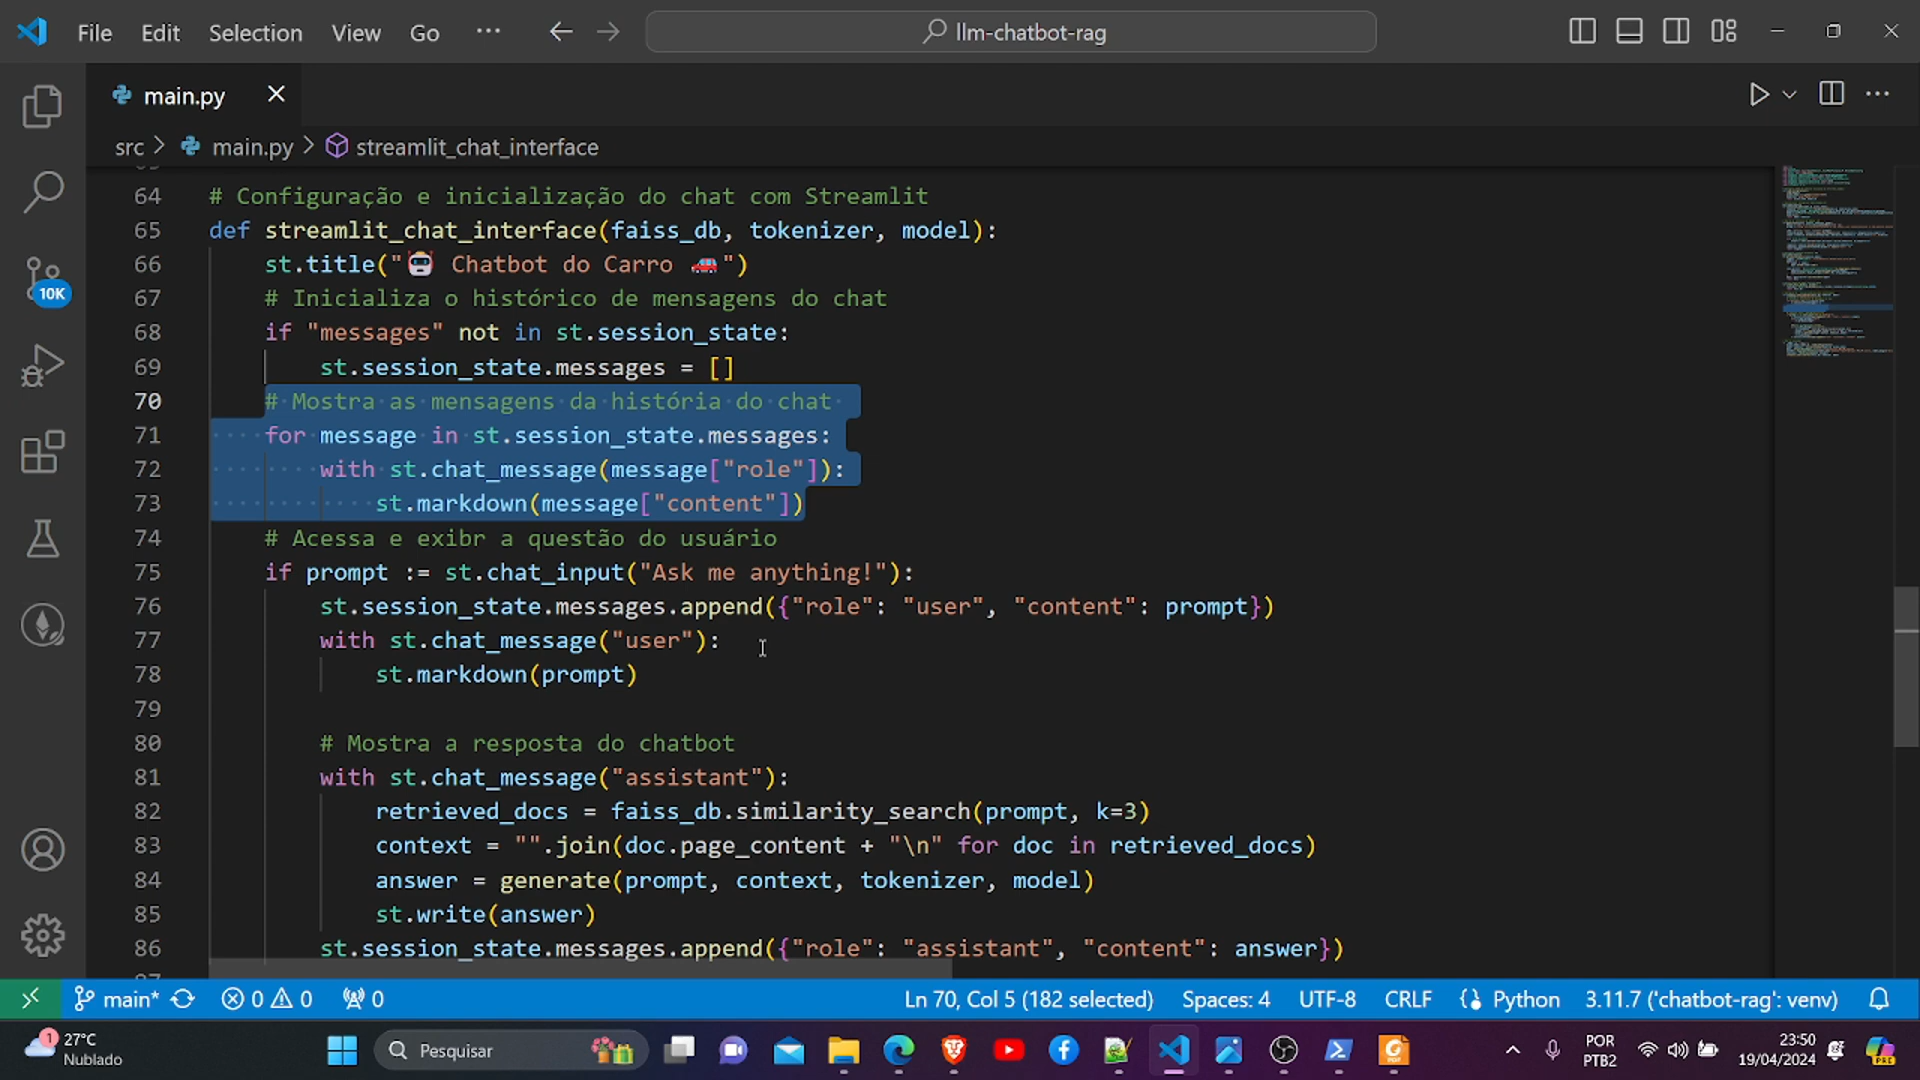 File Edit Selection View Go ··· llm-chatbot-rag
main.py
src > main.py > streamlit_chat_interface
64 # Configuração e inicialização do chat com Streamlit
65 def streamlit_chat_interface(faiss_db, tokenizer, model):
66 st.title("🤖 Chatbot do Carro 🚗")
67 # Inicializa o histórico de mensagens do chat
68 if "messages" not in st.session_state:
69 st.session_state.messages = []
70 # Mostra as mensagens da história do chat
71 for message in st.session_state.messages:
72 with st.chat_message(message["role"]):
73 st.markdown(message["content"])
74 # Acessa e exibr a questão do usuário
75 if prompt := st.chat_input("Ask me anything!"):
76 st.session_state.messages.append({"role": "user", "content": prompt})
77 with st.chat_message("user"):
78 st.markdown(prompt)
79
80 # Mostra a resposta do chatbot
81 with st.chat_message("assistant"):
82 retrieved_docs = faiss_db.similarity_search(prompt, k=3)
83 context = "".join(doc.page_content + "\n" for doc in retrieved_docs)
84 answer = generate(prompt, context, tokenizer, model)
85 st.write(answer)
86 st.session_state.messages.append({"role": "assistant", "content": answer})
10K
main* 0 0 0 Ln 70, Col 5 (182 selected) Spaces: 4 UTF-8 CRLF Python 3.11.7 ('chatbot-rag': venv)
1 27°C
Nublado
Pesquisar
POR
PTB2
23:50
19/04/2024